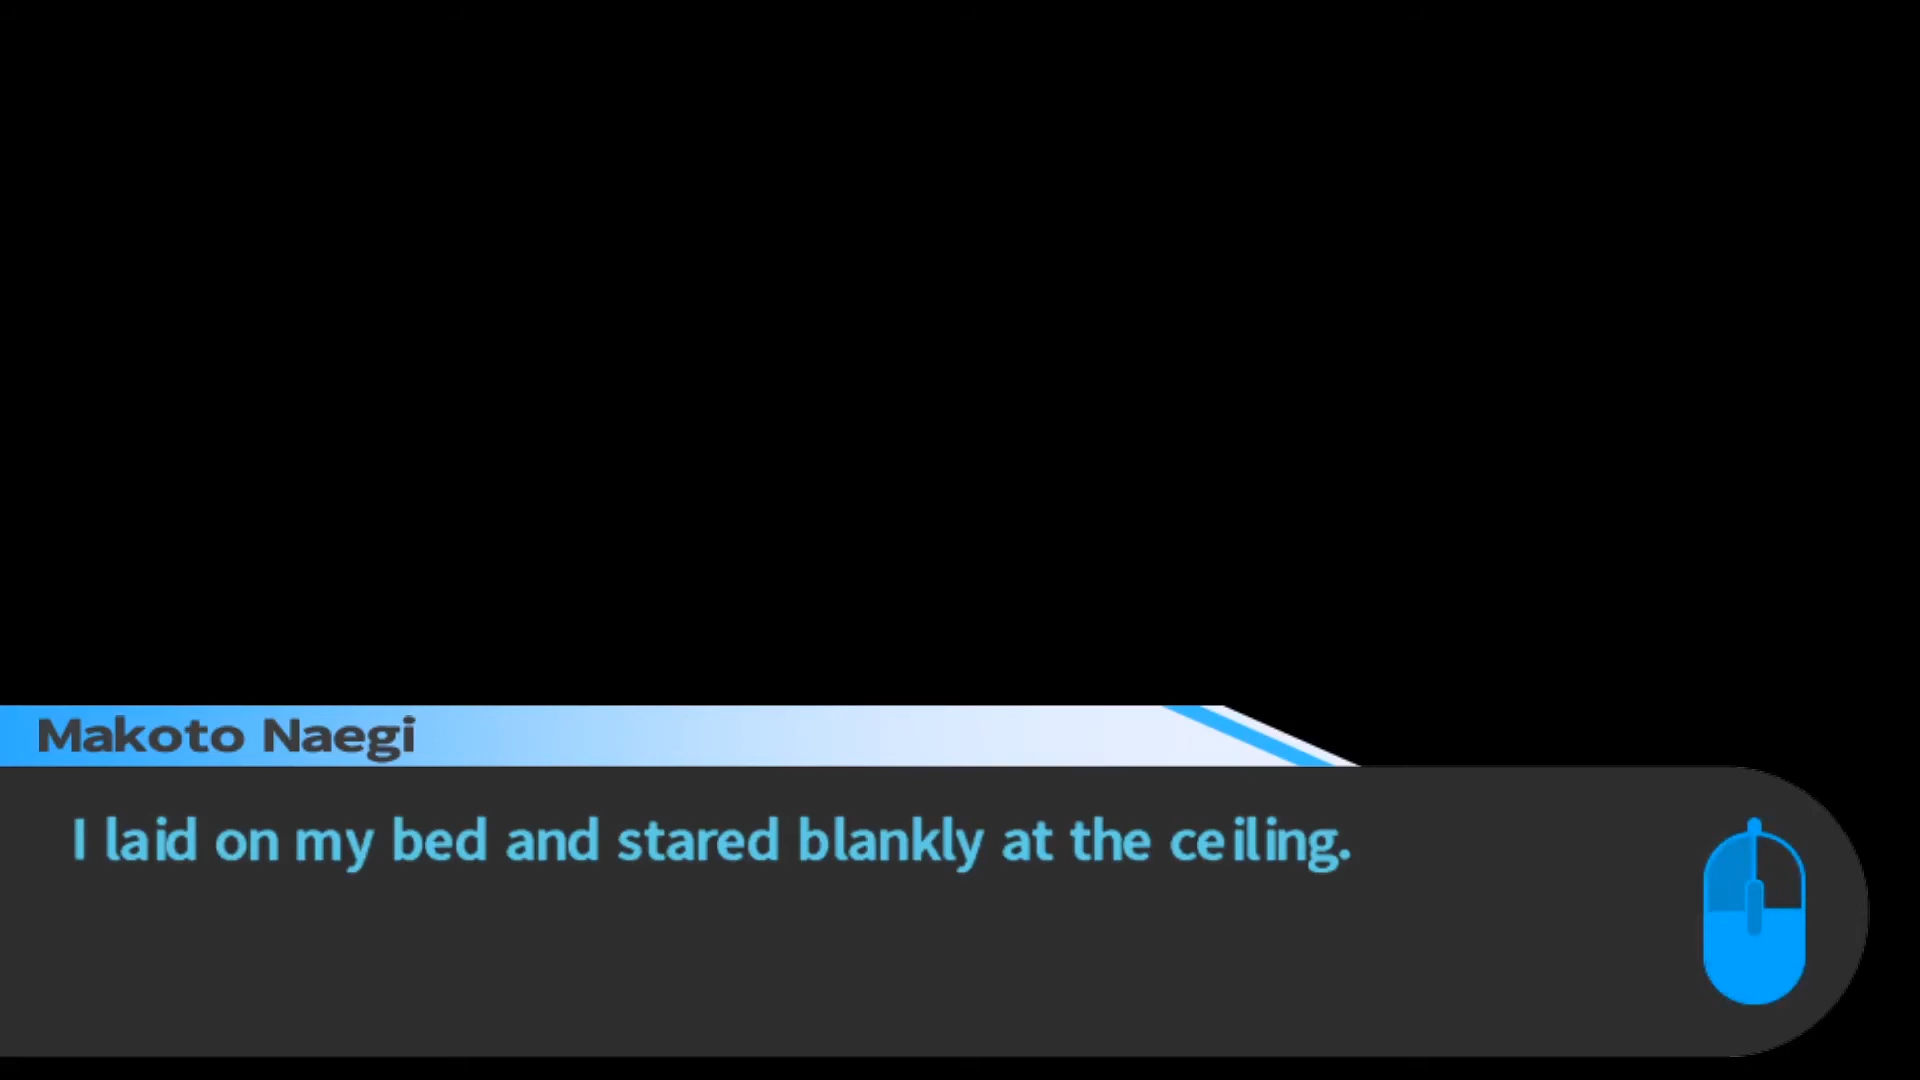 Makoto Naegi
I laid on my bed and stared blankly at the ceiling.